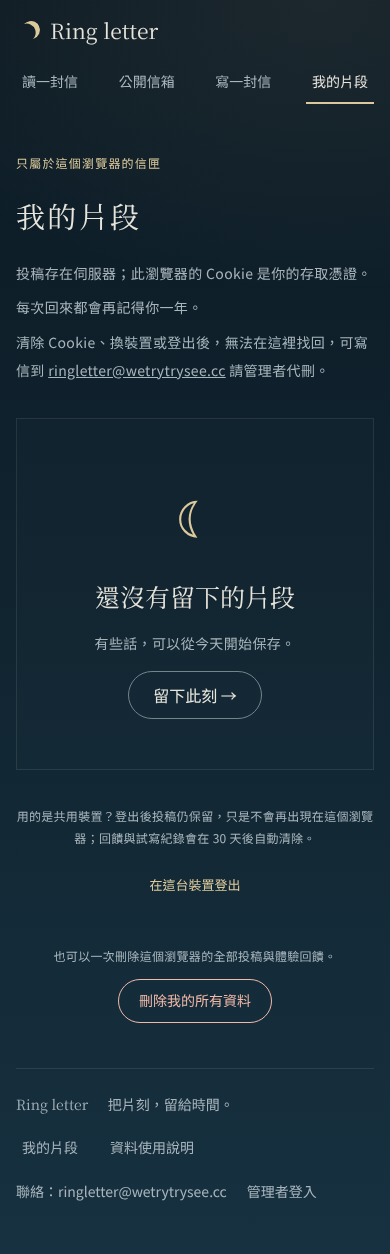 Ring letter
讀一封信 公開信箱 寫一封信 我的片段
只屬於這個瀏覽器的信匣
我的片段
投稿存在伺服器；此瀏覽器的 Cookie 是你的存取憑證。
每次回來都會再記得你一年。
清除 Cookie、換裝置或登出後，無法在這裡找回，可寫
信到 ringletter@wetrytrysee.cc 請管理者代刪。
還沒有留下的片段
有些話，可以從今天開始保存。
留下此刻 →
用的是共用裝置？登出後投稿仍保留，只是不會再出現在這個瀏覽
器；回饋與試寫紀錄會在 30 天後自動清除。
在這台裝置登出
也可以一次刪除這個瀏覽器的全部投稿與體驗回饋。
刪除我的所有資料
Ring letter 把片刻，留給時間。
我的片段 資料使用說明
聯絡：ringletter@wetrytrysee.cc 管理者登入